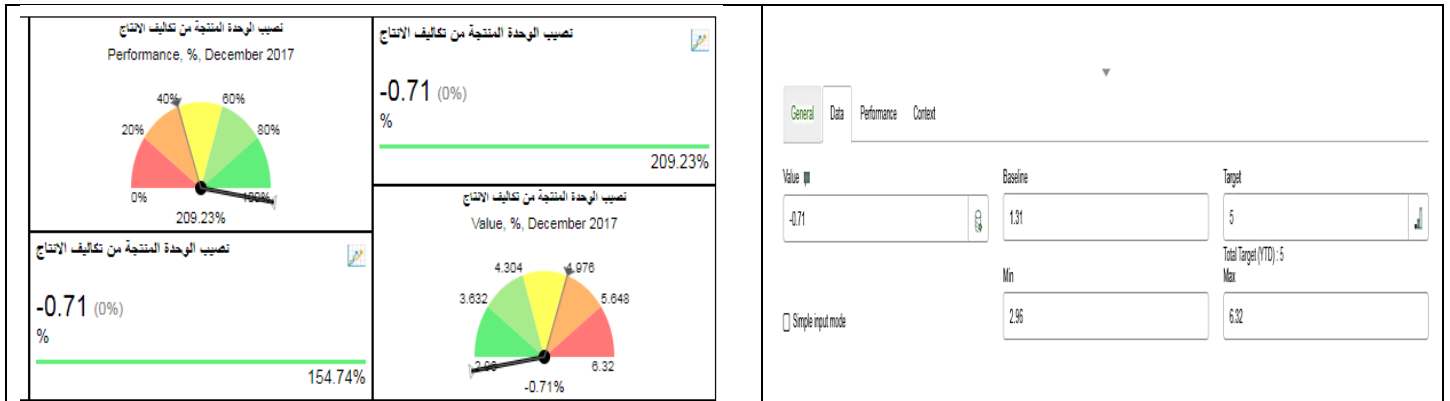 نصيب الوحدة المنتجة من تكاليف الانتاج
Performance, %, December 2017
40%
60%
20%
80%
0%
100%
209.23%
نصيب الوحدة المنتجة من تكاليف الانتاج
-0.71 (0%)
%
209.23%
نصيب الوحدة المنتجة من تكاليف الانتاج
-0.71 (0%)
%
154.74%
نصيب الوحدة المنتجة من تكاليف الانتاج
Value, %, December 2017
4.304
4.976
3.632
5.648
2.96
6.32
-0.71%
General Data Performance Context
Value Baseline Target
-0.71 1.31 5
Total Target (YTD) : 5
Min Max
Simple input mode 2.96 6.32